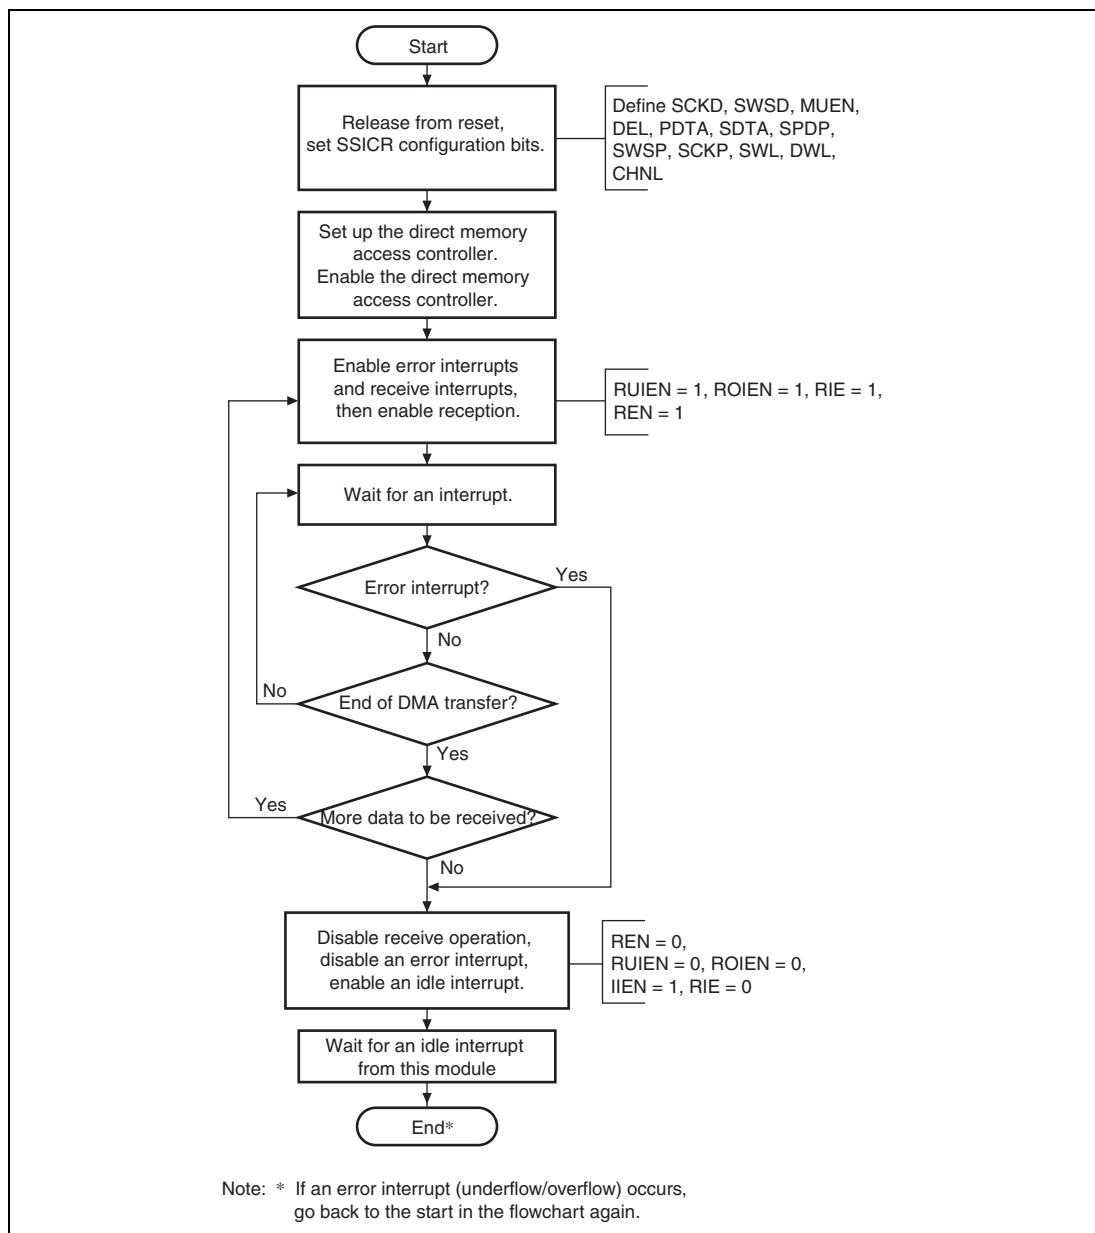 Start
Release from reset,
set SSICR configuration bits.
Define SCKD, SWSD, MUEN,
DEL, PDTA, SDTA, SPDP,
SWSP, SCKP, SWL, DWL,
CHNL
Set up the direct memory
access controller.
Enable the direct memory
access controller.
Enable error interrupts
and receive interrupts,
then enable reception.
RUIEN = 1, ROIEN = 1, RIE = 1,
REN = 1
Wait for an interrupt.
Error interrupt?
Yes
No
End of DMA transfer?
No
Yes
More data to be received?
Yes
No
Disable receive operation,
disable an error interrupt,
enable an idle interrupt.
REN = 0,
RUIEN = 0, ROIEN = 0,
IIEN = 1, RIE = 0
Wait for an idle interrupt
from this module
End*
Note: * If an error interrupt (underflow/overflow) occurs,
go back to the start in the flowchart again.